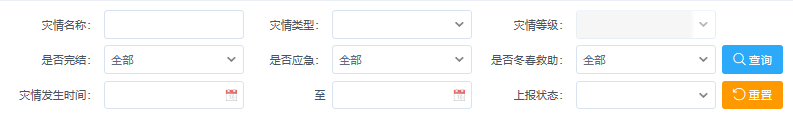 灾情名称： 灾情类型： 灾情等级：
是否完结： 全部 是否应急： 全部 是否冬春救助： 全部 查询
灾情发生时间： 至 上报状态： 重置